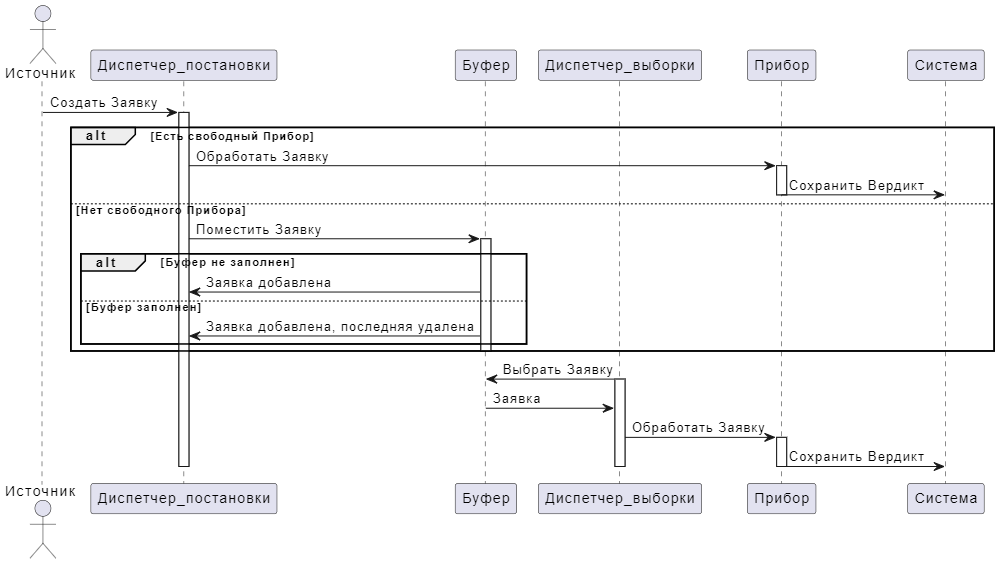 Источник
Диспетчер_постановки
Буфер
Диспетчер_выборки
Прибор
Система
Создать Заявку
alt
[Есть свободный Прибор]
Обработать Заявку
Сохранить Вердикт
[Нет свободного Прибора]
Поместить Заявку
alt
[Буфер не заполнен]
Заявка добавлена
[Буфер заполнен]
Заявка добавлена, последняя удалена
Выбрать Заявку
Заявка
Обработать Заявку
Сохранить Вердикт
Источник
Диспетчер_постановки
Буфер
Диспетчер_выборки
Прибор
Система